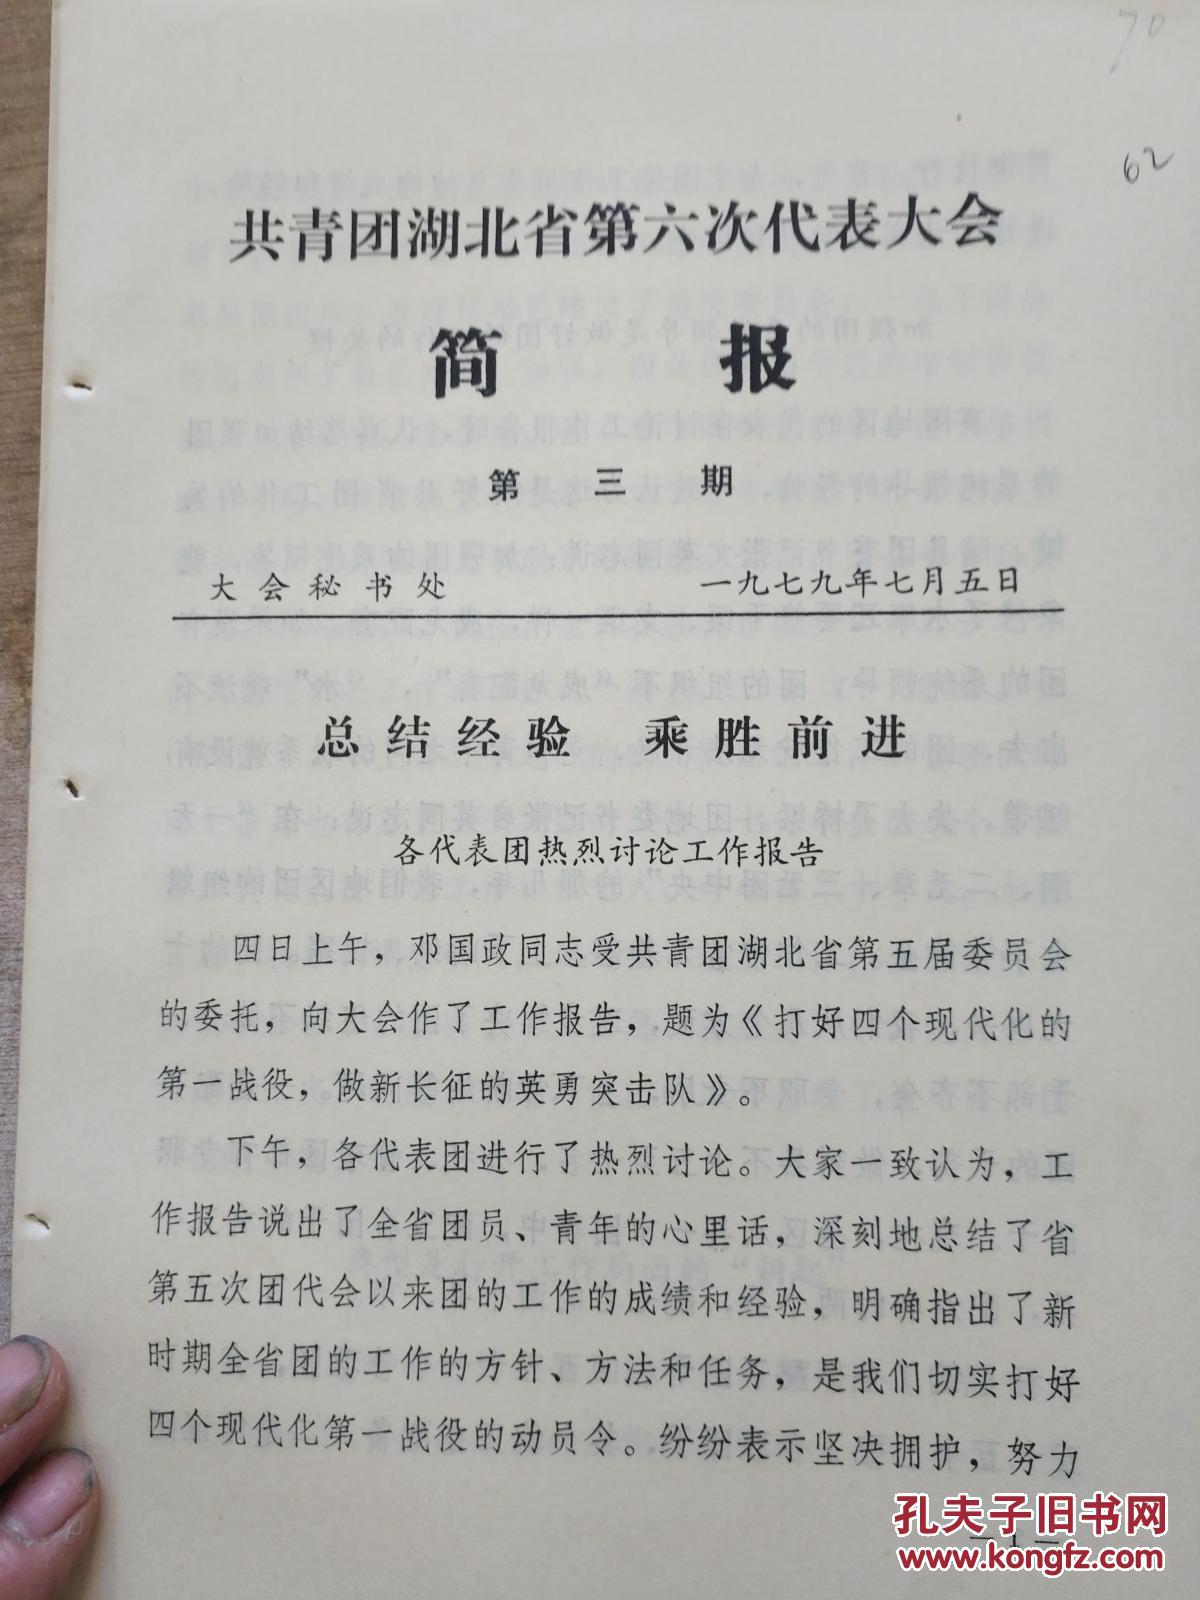 70
62
共青团湖北省第六次代表大会
简 报
第 三 期
大会秘书处 一九七九年七月五日
总结经验 乘胜前进
各代表团热烈讨论工作报告
四日上午，邓国政同志受共青团湖北省第五届委员会
的委托，向大会作了工作报告，题为《打好四个现代化的
第一战役，做新长征的英勇突击队》。
下午，各代表团进行了热烈讨论。大家一致认为，工
作报告说出了全省团员、青年的心里话，深刻地总结了省
第五次团代会以来团的工作的成绩和经验，明确指出了新
时期全省团的工作的方针、方法和任务，是我们切实打好
四个现代化第一战役的动员令。纷纷表示坚决拥护，努力
— 1 —
孔夫子旧书网
www.kongfz.com